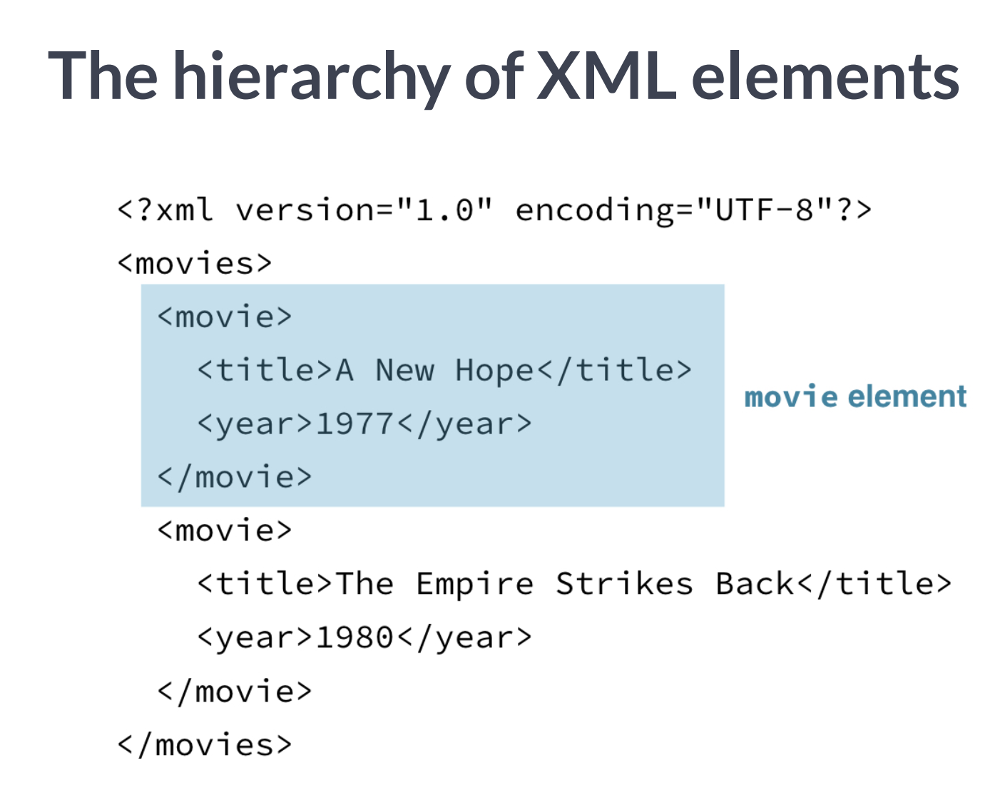 The hierarchy of XML elements
<?xml version="1.0" encoding="UTF-8"?>
<movies>
<movie>
<title>A New Hope</title>
<year>1977</year>
</movie>
movie element
<movie>
<title>The Empire Strikes Back</title>
<year>1980</year>
</movie>
</movies>